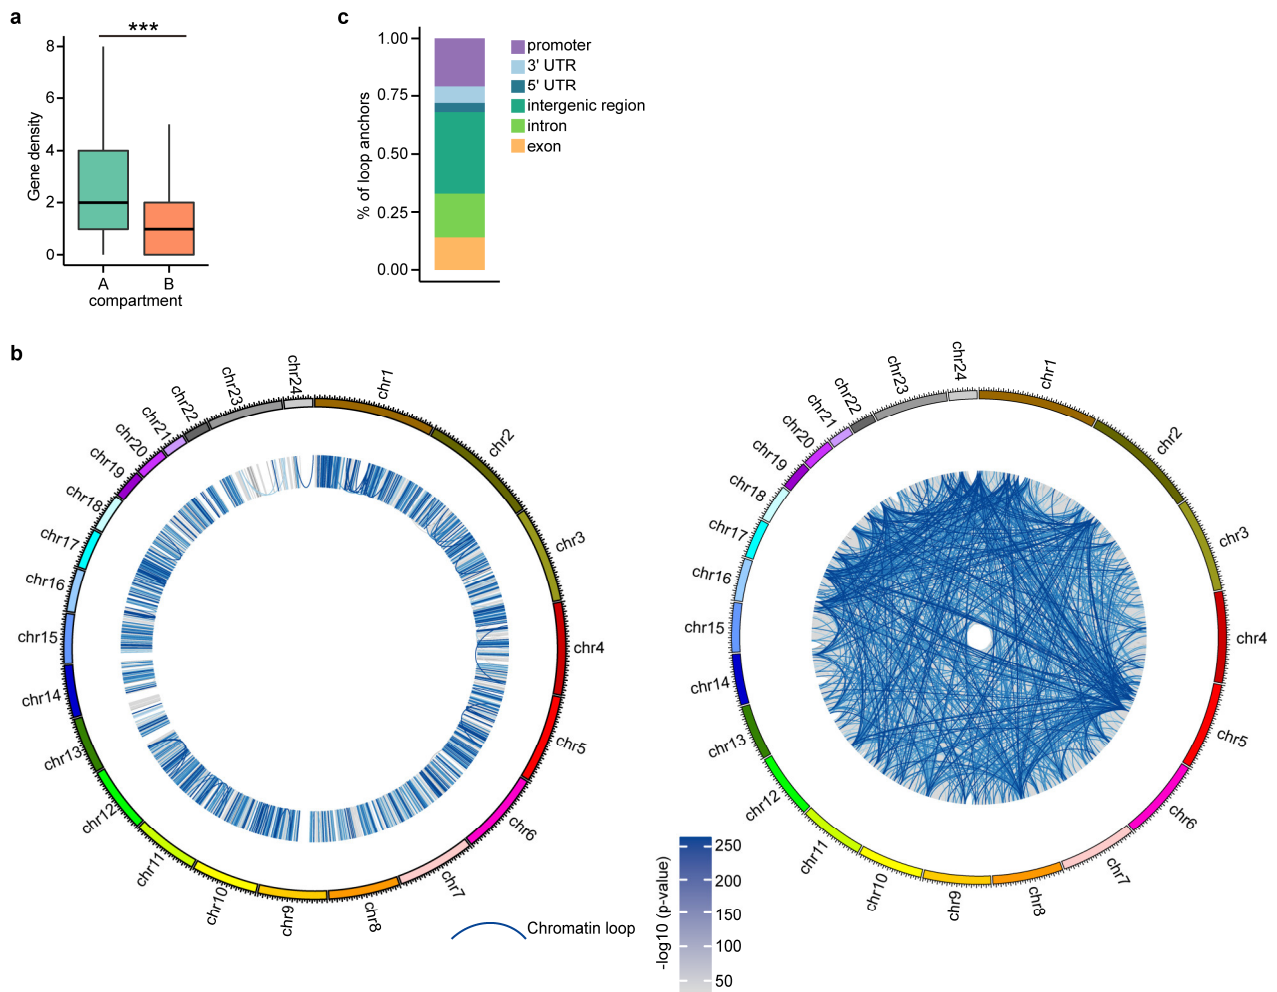 a
***
8
6
4
2
0
Gene density
A
B
compartment
c
1.00
0.75
0.50
0.25
0.00
% of loop anchors
promoter
3' UTR
5' UTR
intergenic region
intron
exon
b
chr1
chr2
chr3
chr4
chr5
chr6
chr7
chr8
chr9
chr10
chr11
chr12
chr13
chr14
chr15
chr16
chr17
chr18
chr19
chr20
chr21
chr22
chr23
chr24
Chromatin loop
chr1
chr2
chr3
chr4
chr5
chr6
chr7
chr8
chr9
chr10
chr11
chr12
chr13
chr14
chr15
chr16
chr17
chr18
chr19
chr20
chr21
chr22
chr23
chr24
-log10 (p-value)
250
200
150
100
50